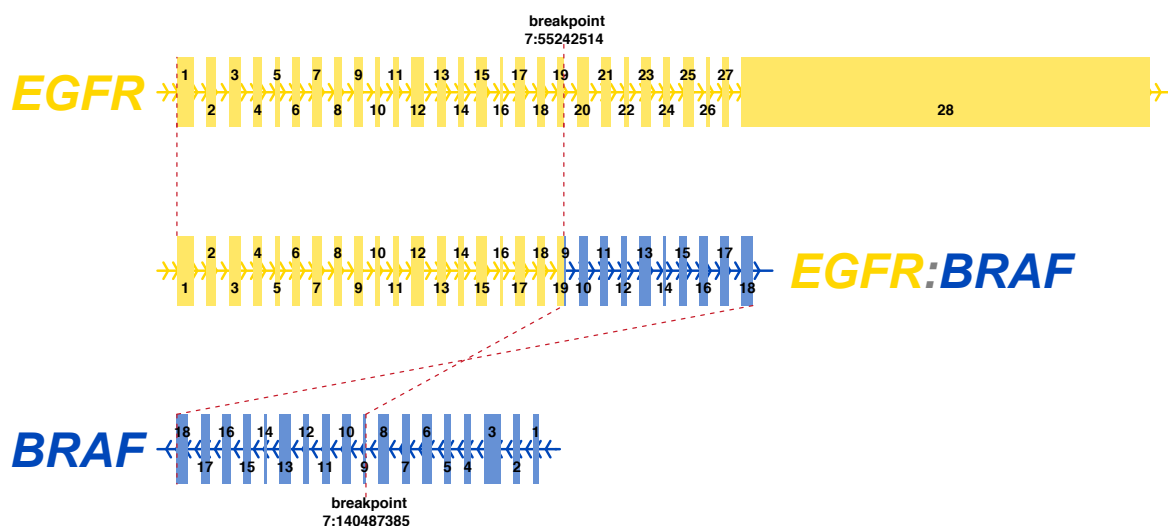 breakpoint
7:55242514
1 3 5 7 9 11 13 15 17 19 21 23 25 27
EGFR
2 4 6 8 10 12 14 16 18 20 22 24 26 28
2 4 6 8 10 12 14 16 18 9 11 13 15 17
EGFR:BRAF
1 3 5 7 9 11 13 15 17 19 10 12 14 16 18
18 16 14 12 10 8 6 3 1
BRAF
17 15 13 11 9 7 5 4 2
breakpoint
7:140487385